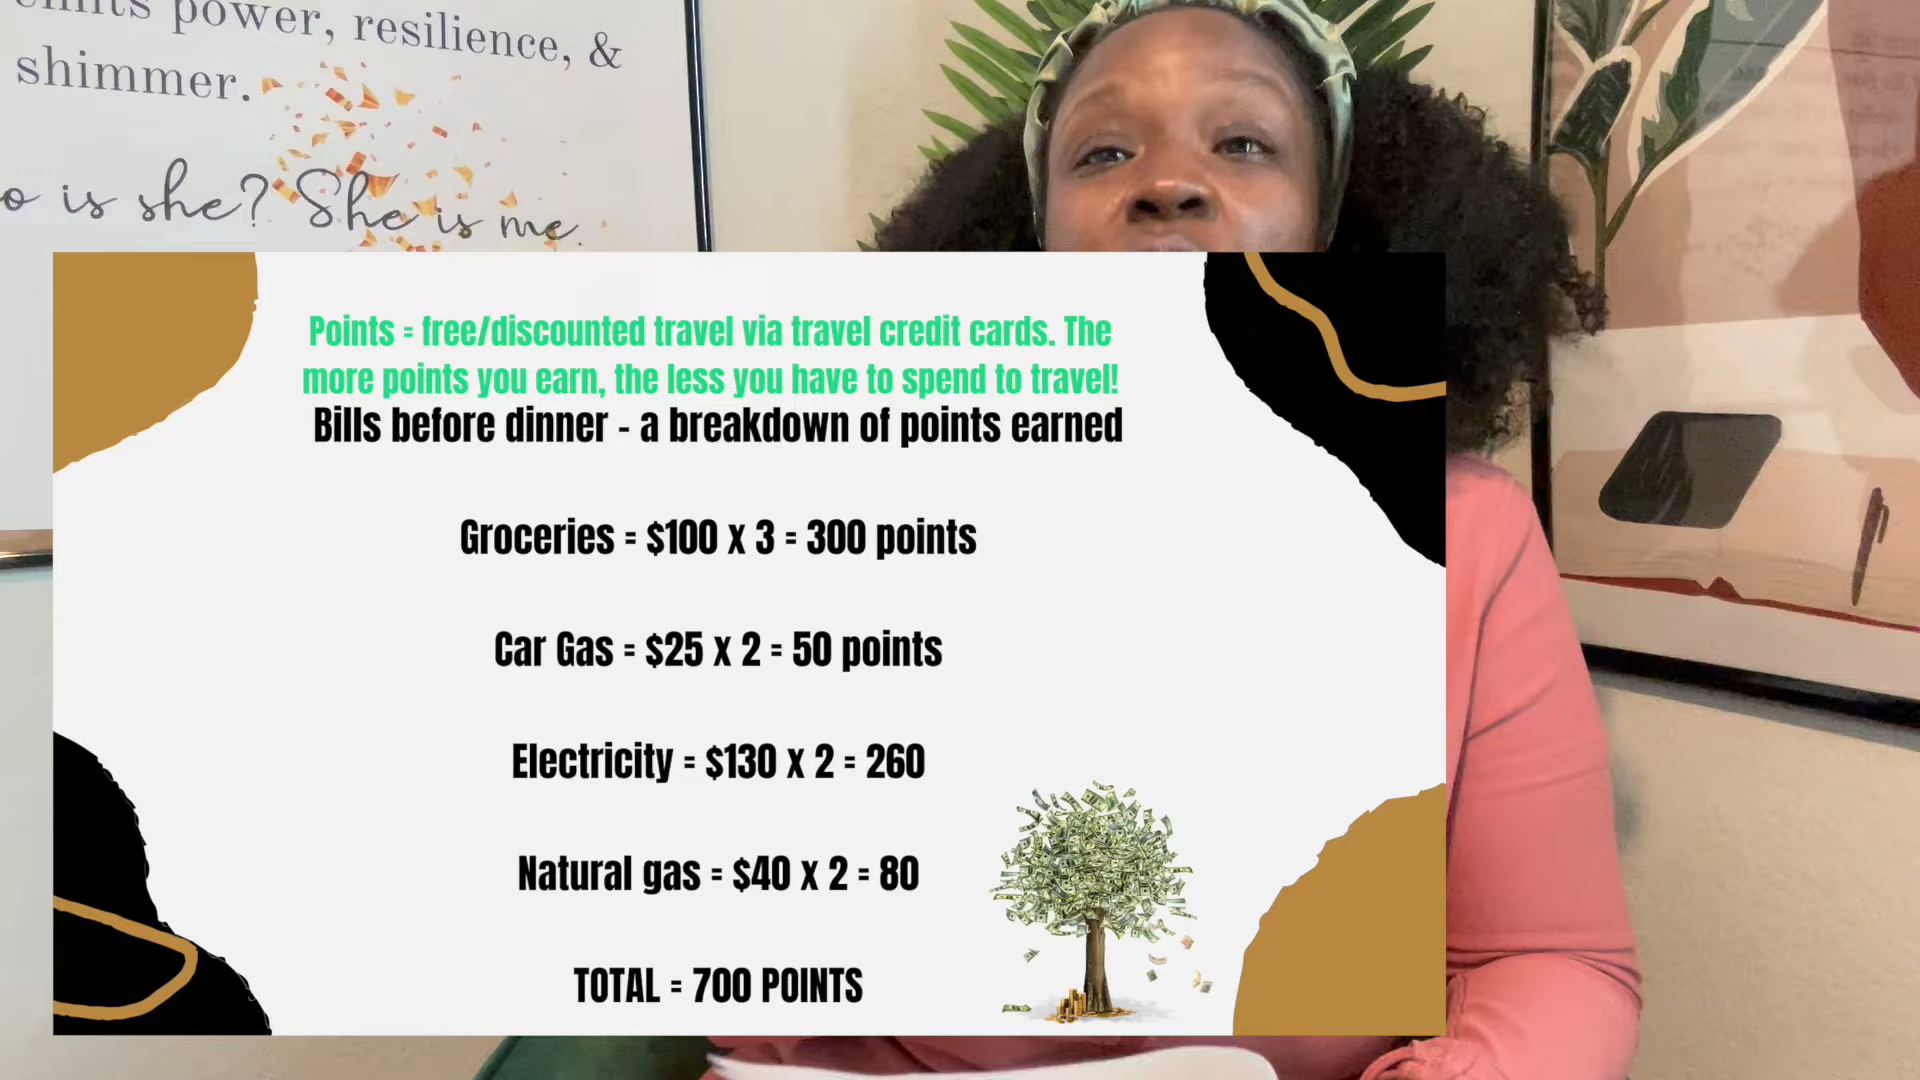 power, resilience, &
shimmer.
is she? She is me.
Points = free/discounted travel via travel credit cards. The
more points you earn, the less you have to spend to travel!
Bills before dinner - a breakdown of points earned
Groceries = $100 x 3 = 300 points
Car Gas = $25 x 2 = 50 points
Electricity = $130 x 2 = 260
Natural gas = $40 x 2 = 80
TOTAL = 700 POINTS